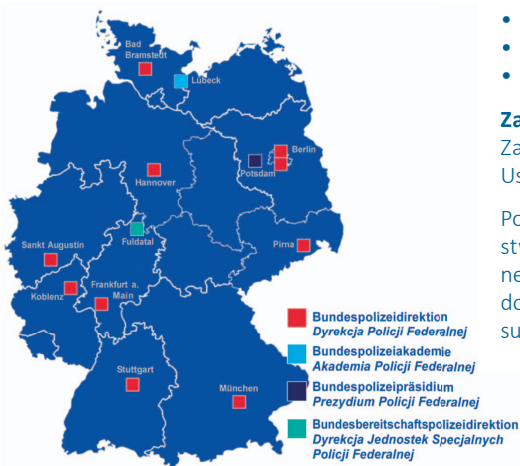 Bad
Bramstedt
Lübeck
Berlin
Potsdam
Hannover
Fuldatal
Sankt Augustin
Pirna
Koblenz
Frankfurt a.
Main
Stuttgart
München
Bundespolizeidirektion
Dyrekcja Policji Federalnej
Bundespolizeiakademie
Akademia Policji Federalnej
Bundespolizeipräsidium
Prezydium Policji Federalnej
Bundesbereitschaftspolizeidirektion
Dyrekcja Jednostek Specjalnych
Policji Federalnej
•
•
•
Za
Za
Us
Po
st
ne
do
su